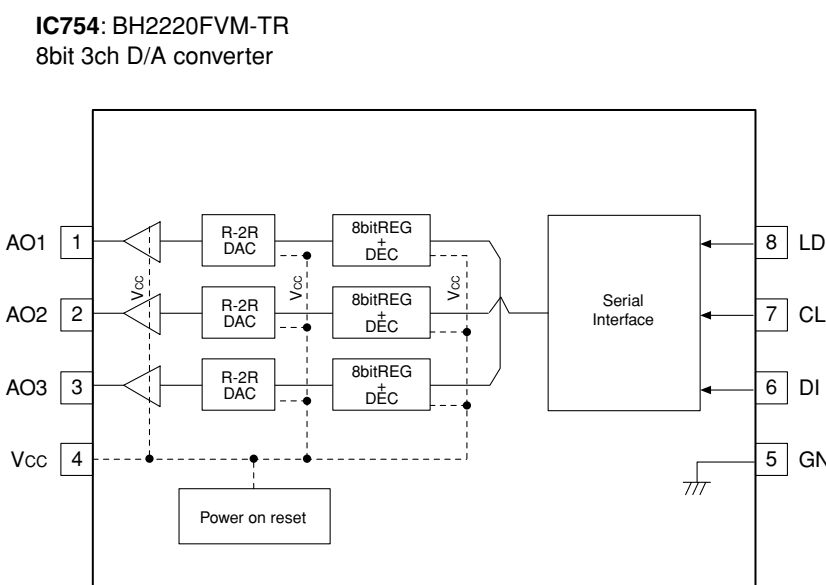 IC754: BH2220FVM-TR
8bit 3ch D/A converter
AO1 1
R-2R
DAC
8bitREG
+
DEC
8 LD
Vcc
Vcc
Vcc
AO2 2
R-2R
DAC
8bitREG
+
DEC
Serial
Interface
7 CL
AO3 3
R-2R
DAC
8bitREG
+
DEC
6 DI
Vcc 4
5 GN
Power on reset